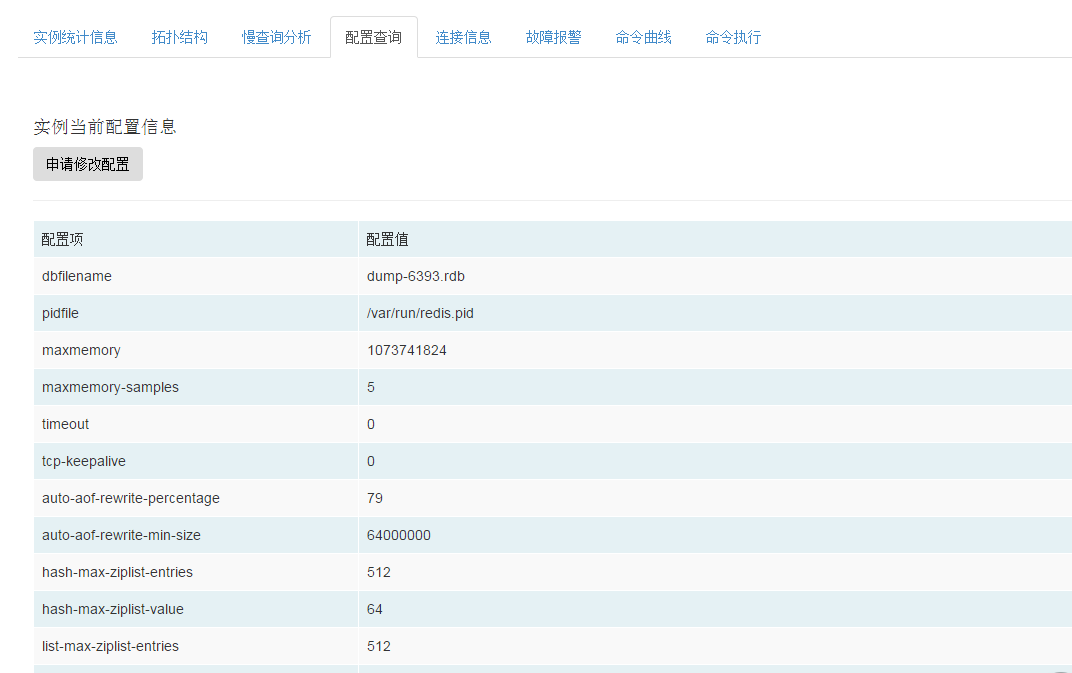 实例统计信息 拓扑结构 慢查询分析 配置查询 连接信息 故障报警 命令曲线 命令执行
实例当前配置信息
申请修改配置
配置项 配置值
dbfilename dump-6393.rdb
pidfile /var/run/redis.pid
maxmemory 1073741824
maxmemory-samples 5
timeout 0
tcp-keepalive 0
auto-aof-rewrite-percentage 79
auto-aof-rewrite-min-size 64000000
hash-max-ziplist-entries 512
hash-max-ziplist-value 64
list-max-ziplist-entries 512